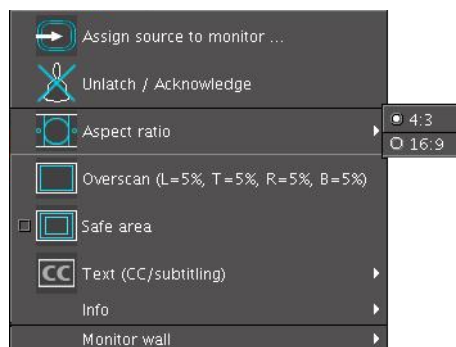 Assign source to monitor ...
Unlatch / Acknowledge
Aspect ratio
4:3
16:9
Overscan (L=5%, T=5%, R=5%, B=5%)
Safe area
CC Text (CC/subtitling)
Info
Monitor wall